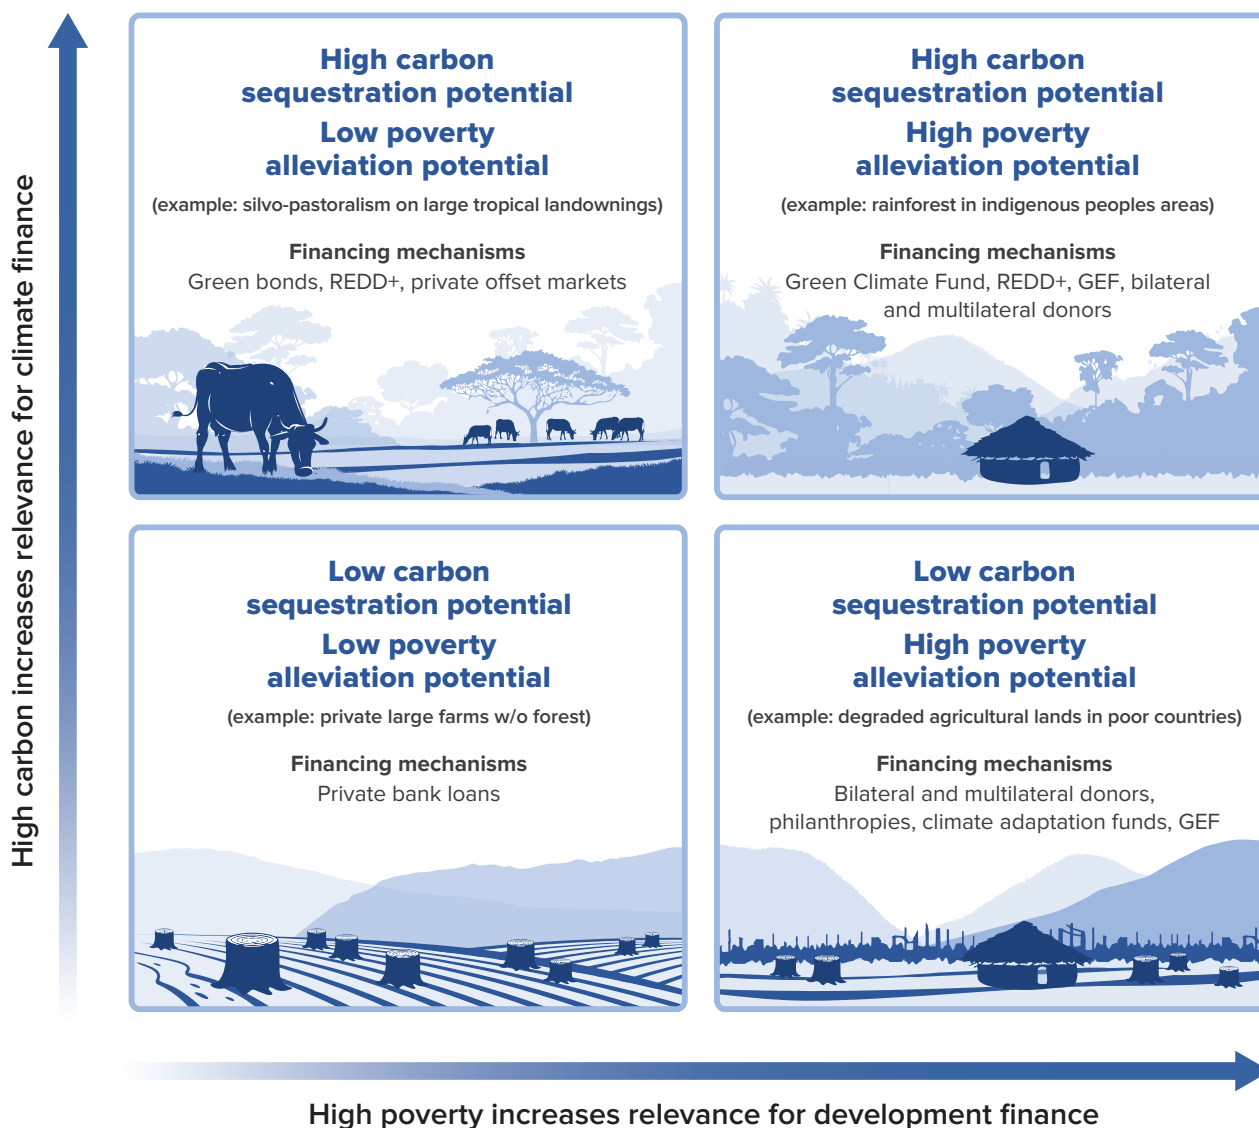 High carbon increases relevance for climate finance
High carbon
sequestration potential
Low poverty
alleviation potential
(example: silvo-pastoralism on large tropical landownings)
Financing mechanisms
Green bonds, REDD+, private offset markets
High carbon
sequestration potential
High poverty
alleviation potential
(example: rainforest in indigenous peoples areas)
Financing mechanisms
Green Climate Fund, REDD+, GEF, bilateral
and multilateral donors
Low carbon
sequestration potential
Low poverty
alleviation potential
(example: private large farms w/o forest)
Financing mechanisms
Private bank loans
Low carbon
sequestration potential
High poverty
alleviation potential
(example: degraded agricultural lands in poor countries)
Financing mechanisms
Bilateral and multilateral donors,
philanthropies, climate adaptation funds, GEF
High poverty increases relevance for development finance